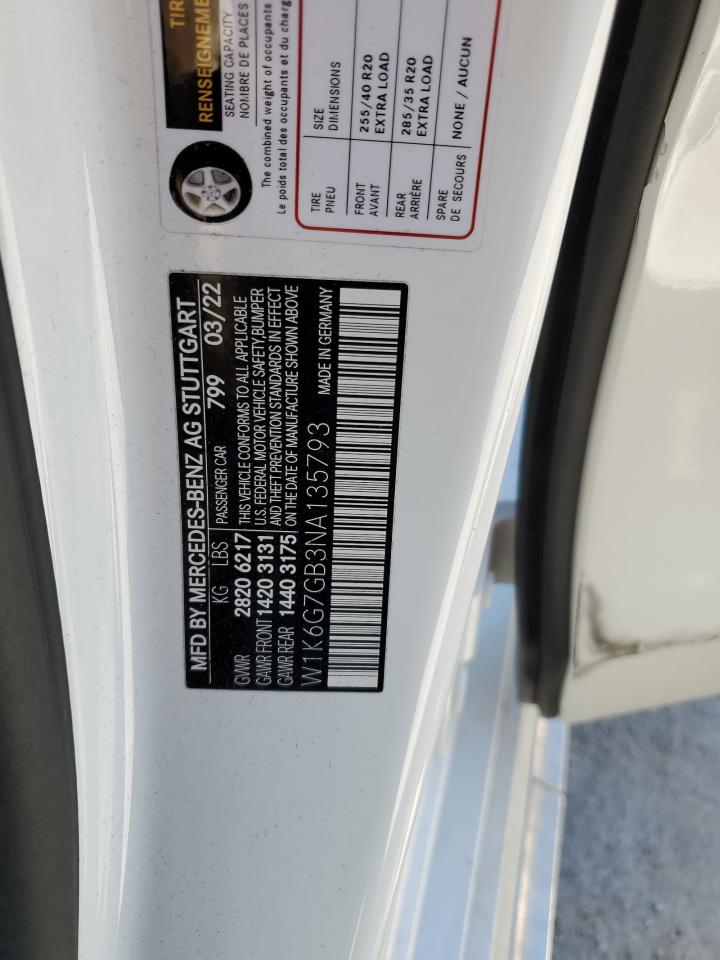 TIR
RENSEIGNEME
SEATING CAPACITY
NOMBRE DE PLACES
The combined weight of occupants
Le poids total des occupants et du charg
TIRE SIZE
PNEU DIMENSIONS
FRONT 255/40 R20
AVANT EXTRA LOAD
REAR 285/35 R20
ARRIÈRE EXTRA LOAD
SPARE NONE / AUCUN
DE SECOURS
MFD BY MERCEDES-BENZ AG STUTTGART
KG LBS PASSENGER CAR 799 03/22
GVWR 2820 6217 THIS VEHICLE CONFORMS TO ALL APPLICABLE
GAWR FRONT 1420 3131 U.S. FEDERAL MOTOR VEHICLE SAFETY,BUMPER
AND THEFT PREVENTION STANDARDS IN EFFECT
GAWR REAR 1440 3175 ON THE DATE OF MANUFACTURE SHOWN ABOVE
W1K6G7GB3NA135793 MADE IN GERMANY